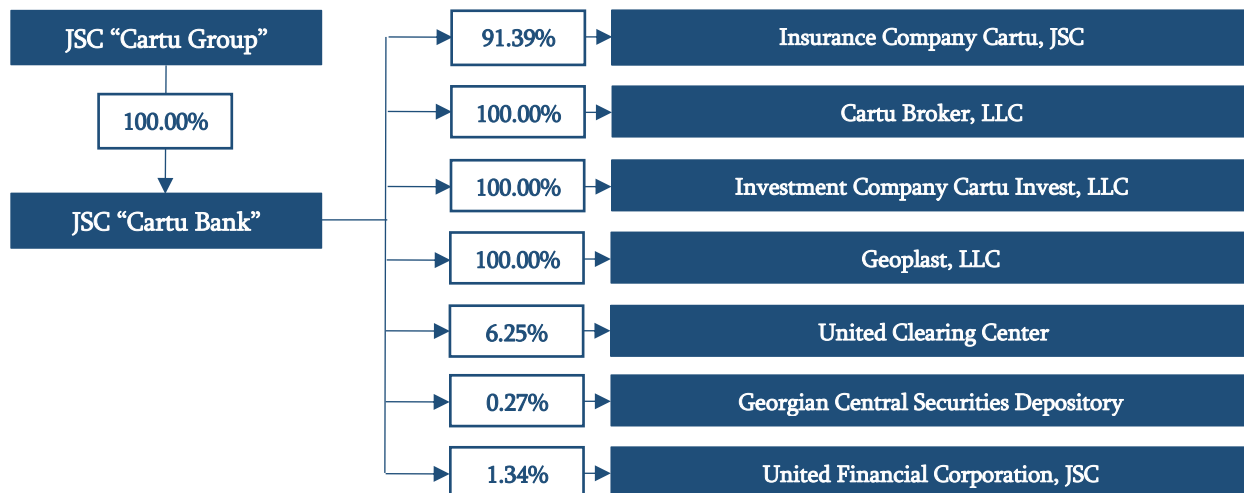 JSC “Cartu Group”
100.00%
JSC “Cartu Bank”
91.39%
Insurance Company Cartu, JSC
100.00%
Cartu Broker, LLC
100.00%
Investment Company Cartu Invest, LLC
100.00%
Geoplast, LLC
6.25%
United Clearing Center
0.27%
Georgian Central Securities Depository
1.34%
United Financial Corporation, JSC